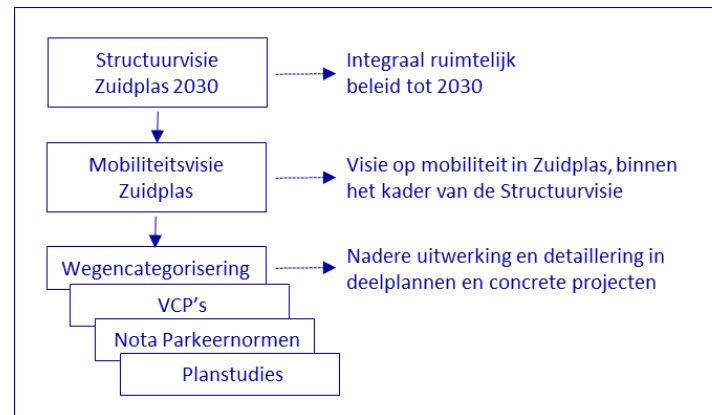 Structuurvisie
Zuidplas 2030
Integraal ruimtelijk
beleid tot 2030
Mobiliteitsvisie
Zuidplas
Visie op mobiliteit in Zuidplas, binnen
het kader van de Structuurvisie
Wegencategorisering
Nadere uitwerking en detaillering in
deelplannen en concrete projecten
VCP's
Nota Parkeernormen
Planstudies